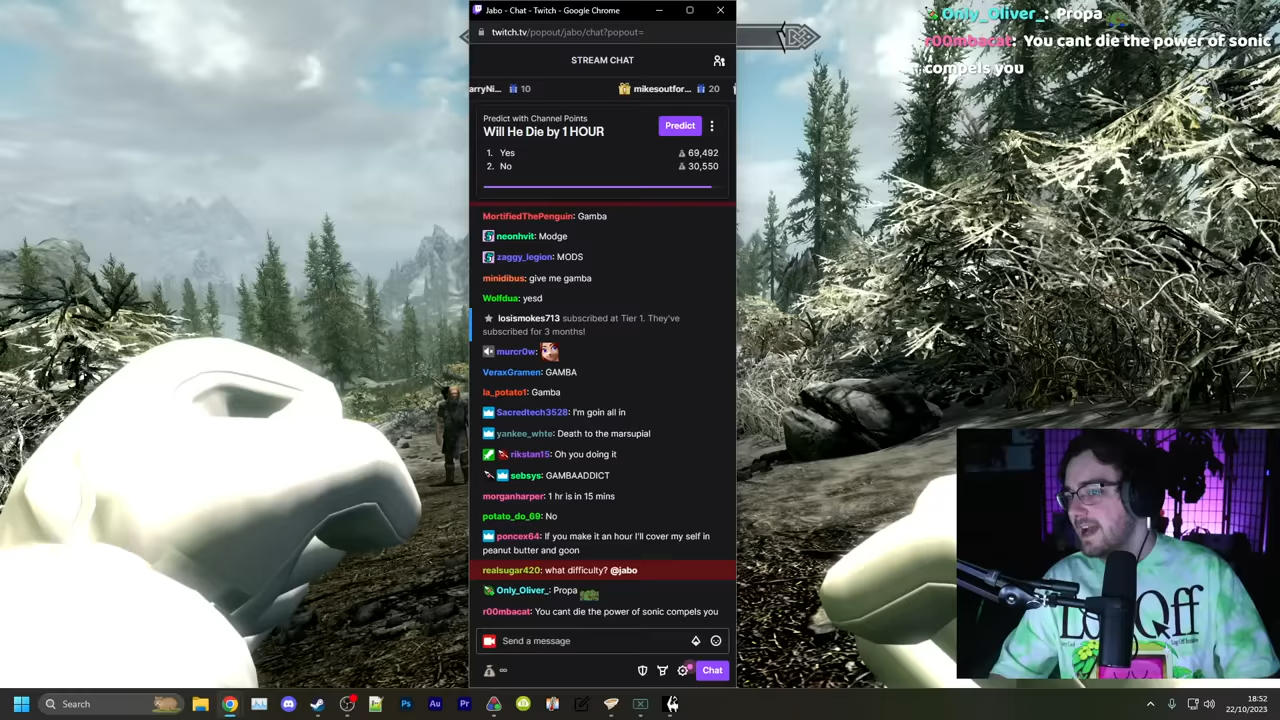 Jabo - Chat - Twitch - Google Chrome
twitch.tv/popout/jabo/chat?popout=
STREAM CHAT
arryNi... 10 mikesoutfor... 20
Predict with Channel Points
Will He Die by 1 HOUR
Predict
1. Yes 69,492
2. No 30,550
MortifiedThePenguin: Gamba
neonhvit: Modge
zaggy_legion: MODS
minidibus: give me gamba
Wolfdua: yesd
losismokes713 subscribed at Tier 1. They've
subscribed for 3 months!
murcr0w:
VeraxGramen: GAMBA
la_potato1: Gamba
Sacredtech3528: I'm goin all in
yankee_whte: Death to the marsupial
rikstan15: Oh you doing it
sebsys: GAMBAADDICT
morganharper: 1 hr is in 15 mins
potato_do_69: No
poncex64: If you make it an hour I'll cover my self in
peanut butter and goon
realsugar420: what difficulty? @jabo
Only_Oliver_: Propa
r00mbacat: You cant die the power of sonic compels you
Send a message
∞
Chat
Only_Oliver_: Propa
r00mbacat: You cant die the power of sonic
compels you
Search
Ps
Au
Pr
18:52
22/10/2023